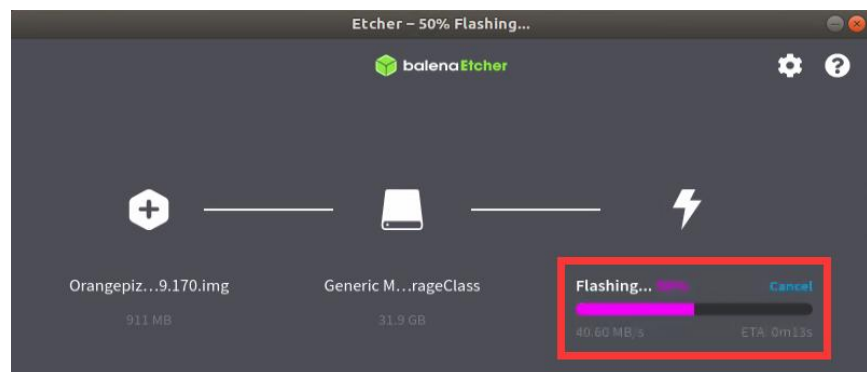 Etcher – 50% Flashing...
balenaEtcher
Orangepiz...9.170.img
Generic M...rageClass
Flashing... 50%
Cancel
911 MB
31.9 GB
40.60 MB/s
ETA: 0m13s